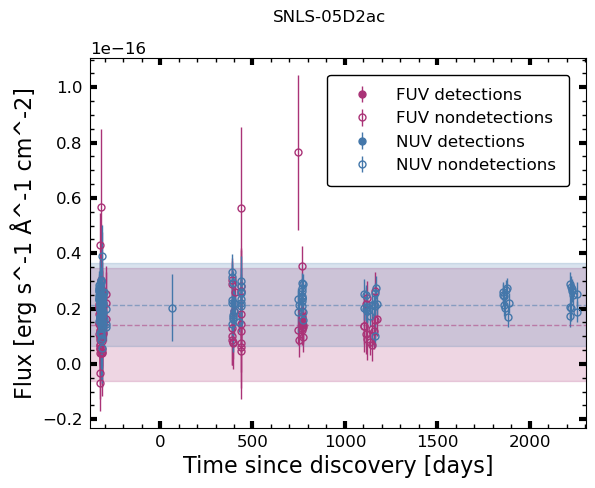 SNLS-05D2ac
1e−16
FUV detections
FUV nondetections
NUV detections
NUV nondetections
1.0
0.8
0.6
0.4
0.2
0.0
−0.2
Flux [erg s^-1 Å^-1 cm^-2]
0 500 1000 1500 2000
Time since discovery [days]